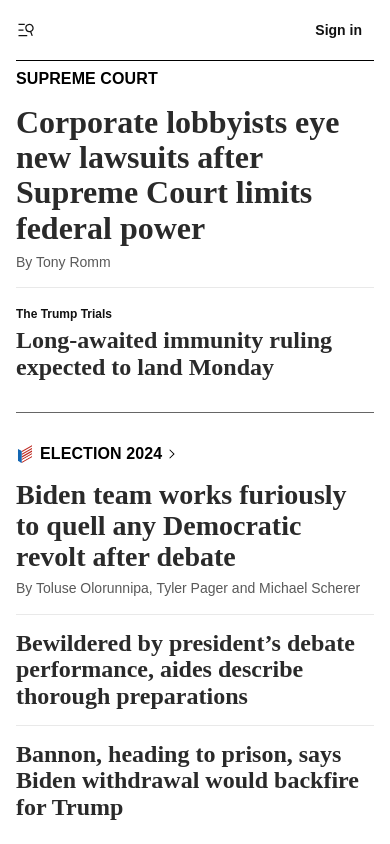 Sign in
SUPREME COURT
Corporate lobbyists eye
new lawsuits after
Supreme Court limits
federal power
By Tony Romm
The Trump Trials
Long-awaited immunity ruling
expected to land Monday
ELECTION 2024
Biden team works furiously
to quell any Democratic
revolt after debate
By Toluse Olorunnipa, Tyler Pager and Michael Scherer
Bewildered by president’s debate
performance, aides describe
thorough preparations
Bannon, heading to prison, says
Biden withdrawal would backfire
for Trump